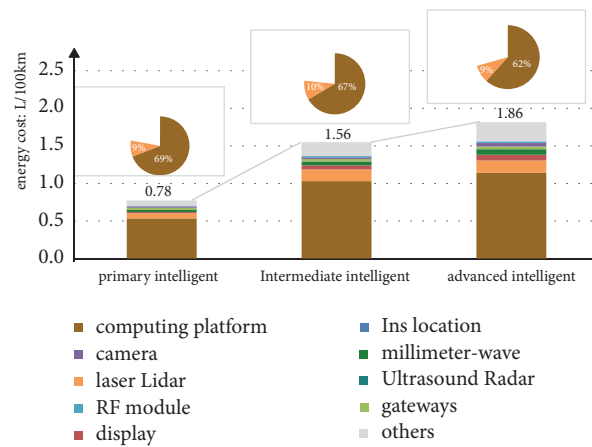 energy cost: L/100km
2.5
2.0
1.5
1.0
0.5
0.0
9%
69%
0.78
10%
67%
1.56
9%
62%
1.86
primary intelligent
Intermediate intelligent
advanced intelligent
computing platform
camera
laser Lidar
RF module
display
Ins location
millimeter-wave
Ultrasound Radar
gateways
others